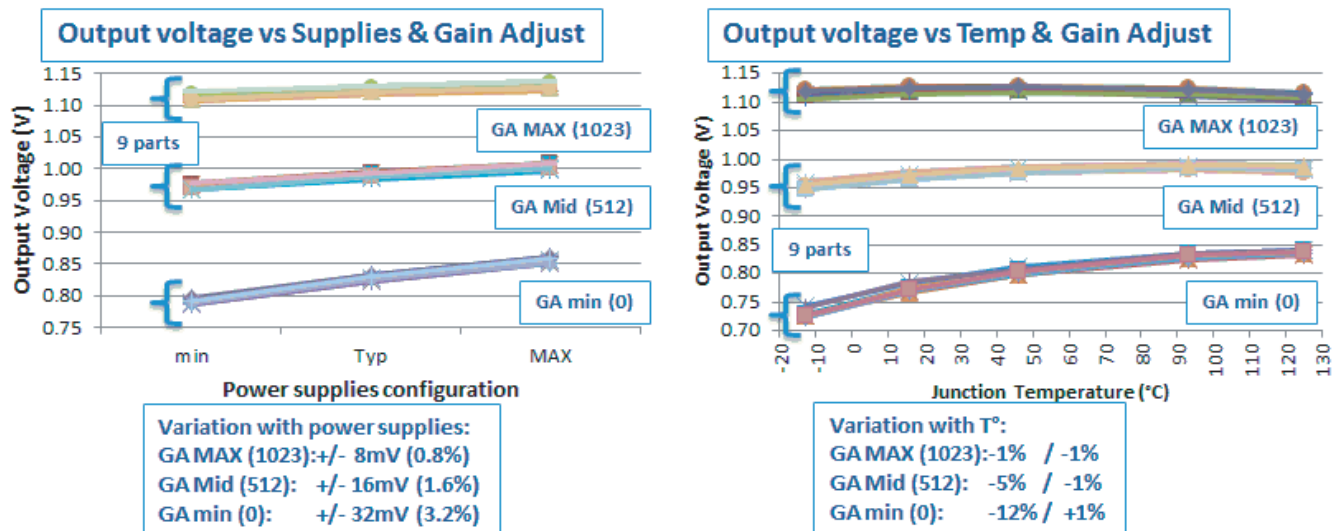 Output voltage vs Supplies & Gain Adjust
1.15
1.10
1.05
1.00
0.95
0.90
0.85
0.80
0.75
Output Voltage (V)
9 parts
GA MAX (1023)
GA Mid (512)
GA min (0)
min Typ MAX
Power supplies configuration
Variation with power supplies:
GA MAX (1023):+/- 8mV (0.8%)
GA Mid (512): +/- 16mV (1.6%)
GA min (0): +/- 32mV (3.2%)
Output voltage vs Temp & Gain Adjust
1.15
1.10
1.05
1.00
0.95
0.90
0.85
0.80
0.75
0.70
Output Voltage (V)
GA MAX (1023)
GA Mid (512)
9 parts
GA min (0)
-20 -10 0 10 20 30 40 50 60 70 80 90 100 110 120 130
Junction Temperature (°C)
Variation with T°:
GA MAX (1023):-1% / -1%
GA Mid (512): -5% / -1%
GA min (0): -12% / +1%